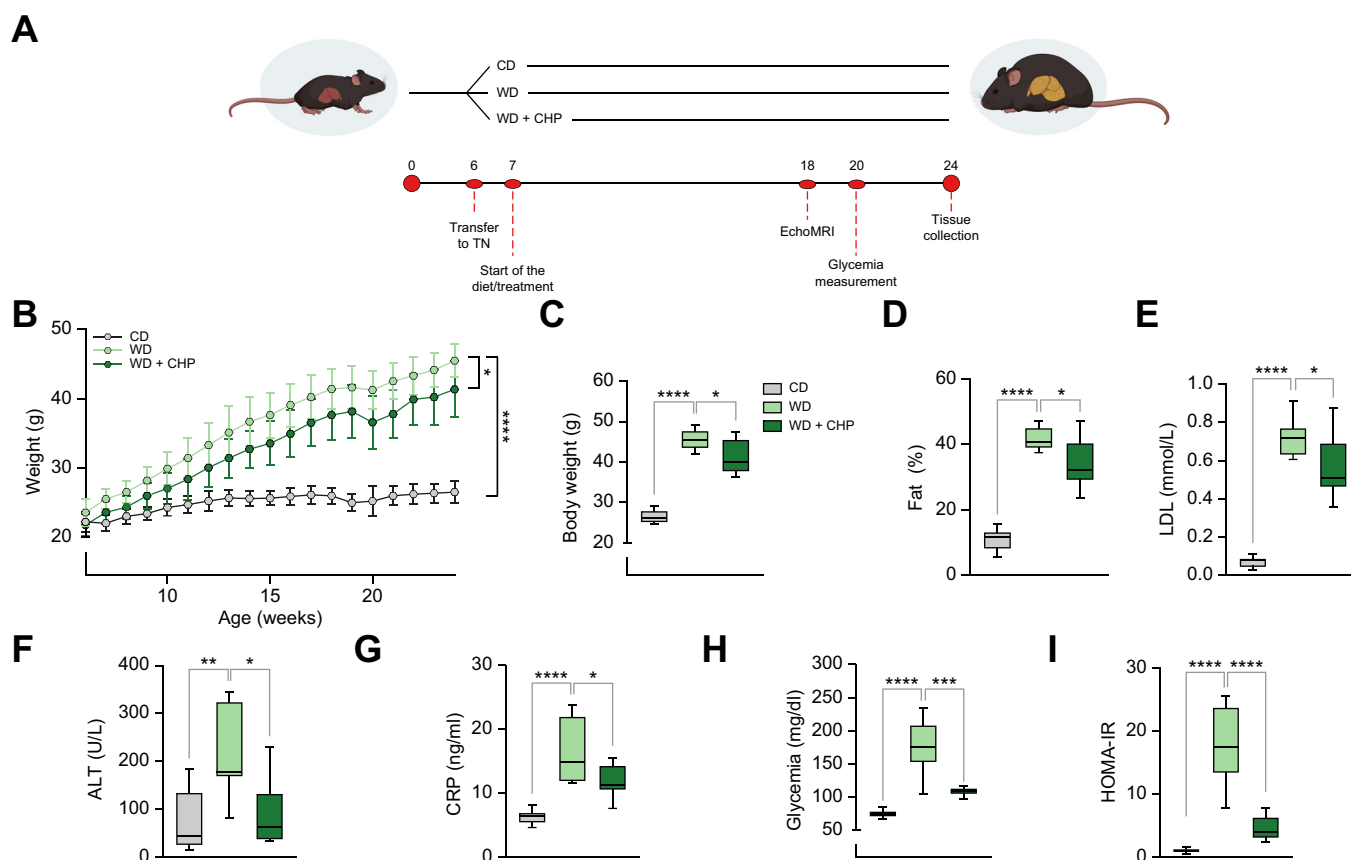 A
CD
WD
WD + CHP
0
6
7
18
20
24
Transfer
to TN
Start of the
diet/treatment
EchoMRI
Glycemia
measurement
Tissue
collection
B
Weight (g)
50
40
30
20
CD
WD
WD + CHP
*
****
10
15
20
Age (weeks)
C
Body weight (g)
60
50
40
30
20
****
*
CD
WD
WD + CHP
D
Fat (%)
60
40
20
0
****
*
E
LDL (mmol/L)
1.0
0.8
0.6
0.4
0.2
0.0
****
*
F
ALT (U/L)
400
300
200
100
0
**
*
G
CRP (ng/ml)
30
20
10
0
****
*
H
Glycemia (mg/dl)
300
250
200
150
100
50
****
***
I
HOMA-IR
30
20
10
0
****
****